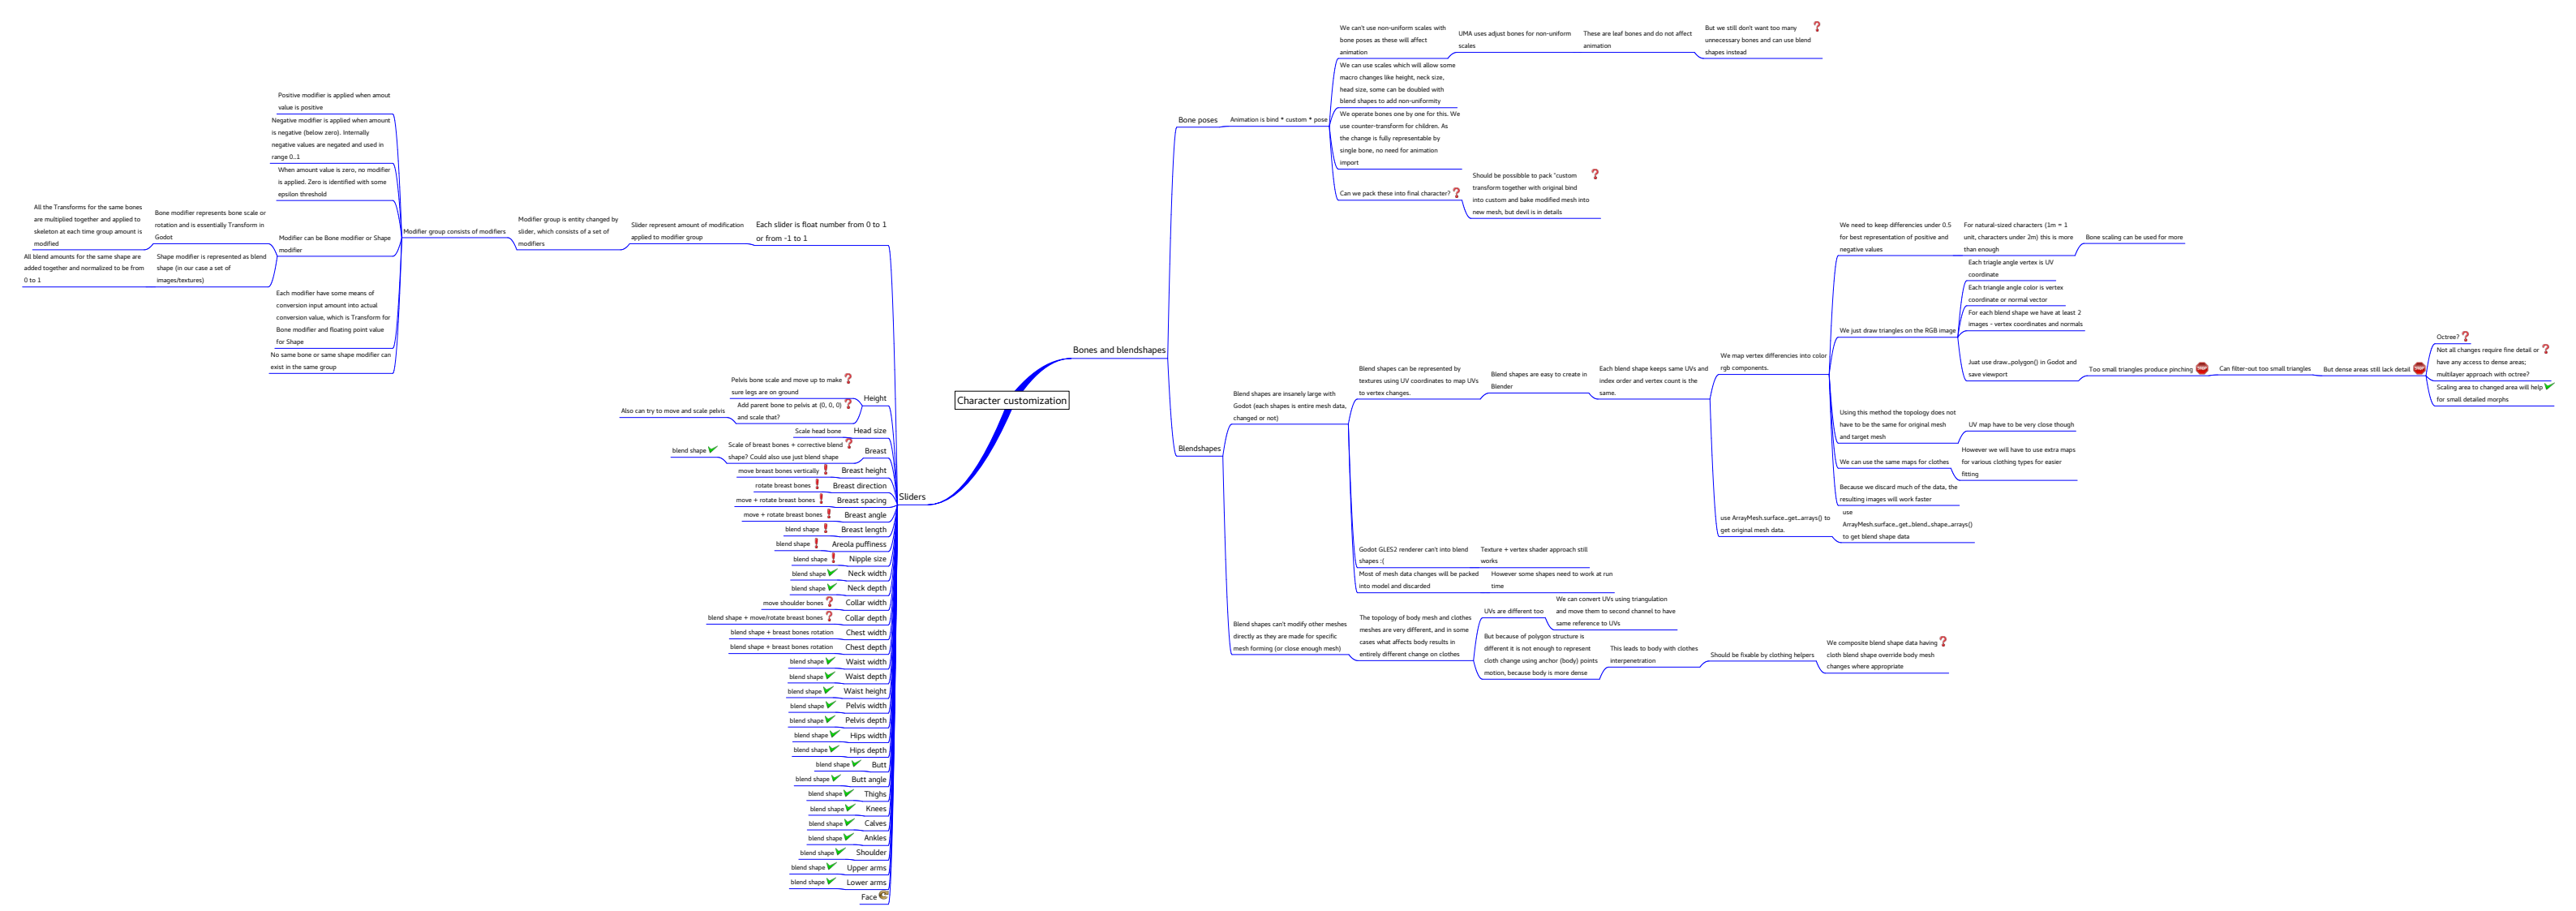 Character customization
Bones and blendshapes
Bone poses
Animation is bind * custom * pose
We can't use non-uniform scales with
bone poses as these will affect
animation
UMA uses adjust bones for non-uniform
scales
These are leaf bones and do not affect
animation
But we still don't want too many
unnecessary bones and can use blend
shapes instead
We can use scales which will allow some
macro changes like height, neck size,
head size, some can be doubled with
blend shapes to add non-uniformity
We operate bones one by one for this. We
use counter-transform for children. As
the change is fully representable by
single bone, no need for animation
import
Can we pack these into final character?
Should be possibble to pack "custom
transform together with original bind
into custom and bake modified mesh into
new mesh, but devil is in details
Blendshapes
Blend shapes are insanely large with
Godot (each shapes is entire mesh data,
changed or not)
Blend shapes can be represented by
textures using UV coordinates to map UVs
to vertex changes.
Blend shapes are easy to create in
Blender
Each blend shape keeps same UVs and
index order and vertex count is the
same.
We map vertex differencies into color
rgb components.
We need to keep differencies under 0.5
for best representation of positive and
negative values
For natural-sized characters (1m = 1
unit, characters under 2m) this is more
than enough
Bone scaling can be used for more
We just draw triangles on the RGB image
Each triagle angle vertex is UV
coordinate
Each triangle angle color is vertex
coordinate or normal vector
For each blend shape we have at least 2
images - vertex coordinates and normals
Juat use draw_polygon() in Godot and
save viewport
Too small triangles produce pinching
Can filter-out too small triangles
But dense areas still lack detail
Octree?
Not all changes require fine detail or
have any access to dense areas;
multilayer approach with octree?
Scaling area to changed area will help
for small detailed morphs
Using this method the topology does not
have to be the same for original mesh
and target mesh
UV map have to be very close though
We can use the same maps for clothes
However we will have to use extra maps
for various clothing types for easier
fitting
Because we discard much of the data, the
resulting images will work faster
use ArrayMesh.surface_get_arrays() to
get original mesh data.
use
ArrayMesh.surface_get_blend_shape_arrays()
to get blend shape data
Godot GLES2 renderer can't into blend
shapes :(
Texture + vertex shader approach still
works
Most of mesh data changes will be packed
into model and discarded
However some shapes need to work at run
time
Blend shapes can't modify other meshes
directly as they are made for specific
mesh forming (or close enough mesh)
The topology of body mesh and clothes
meshes are very different, and in some
cases what affects body results in
entirely different change on clothes
UVs are different too
We can convert UVs using triangulation
and move them to second channel to have
same reference to UVs
But because of polygon structure is
different it is not enough to represent
cloth change using anchor (body) points
motion, because body is more dense
This leads to body with clothes
interpenetration
Should be fixable by clothing helpers
We composite blend shape data having
cloth blend shape override body mesh
changes where appropriate
Sliders
Each slider is float number from 0 to 1
or from -1 to 1
Slider represent amount of modification
applied to modifier group
Modifier group is entity changed by
slider, which consists of a set of
modifiers
Modifier group consists of modifiers
Positive modifier is applied when amout
value is positive
Negative modifier is applied when amount
is negative (below zero). Internally
negative values are negated and used in
range 0..1
When amount value is zero, no modifier
is applied. Zero is identified with some
epsilon threshold
Modifier can be Bone modifier or Shape
modifier
Bone modifier represents bone scale or
rotation and is essentially Transform in
Godot
All the Transforms for the same bones
are multiplied together and applied to
skeleton at each time group amount is
modified
Shape modifier is represented as blend
shape (in our case a set of
images/textures)
All blend amounts for the same shape are
added together and normalized to be from
0 to 1
Each modifier have some means of
conversion input amount into actual
conversion value, which is Transform for
Bone modifier and floating point value
for Shape
No same bone or same shape modifier can
exist in the same group
Height
Pelvis bone scale and move up to make
sure legs are on ground
Add parent bone to pelvis at (0, 0, 0)
and scale that?
Also can try to move and scale pelvis
Head size
Scale head bone
Breast
Scale of breast bones + corrective blend
shape? Could also use just blend shape
blend shape
Breast height
move breast bones vertically
Breast direction
rotate breast bones
Breast spacing
move + rotate breast bones
Breast angle
move + rotate breast bones
Breast length
blend shape
Areola puffiness
blend shape
Nipple size
blend shape
Neck width
blend shape
Neck depth
blend shape
Collar width
move shoulder bones
Collar depth
blend shape + move/rotate breast bones
Chest width
blend shape + breast bones rotation
Chest depth
blend shape + breast bones rotation
Waist width
blend shape
Waist depth
blend shape
Waist height
blend shape
Pelvis width
blend shape
Pelvis depth
blend shape
Hips width
blend shape
Hips depth
blend shape
Butt
blend shape
Butt angle
blend shape
Thighs
blend shape
Knees
blend shape
Calves
blend shape
Ankles
blend shape
Shoulder
blend shape
Upper arms
blend shape
Lower arms
blend shape
Face